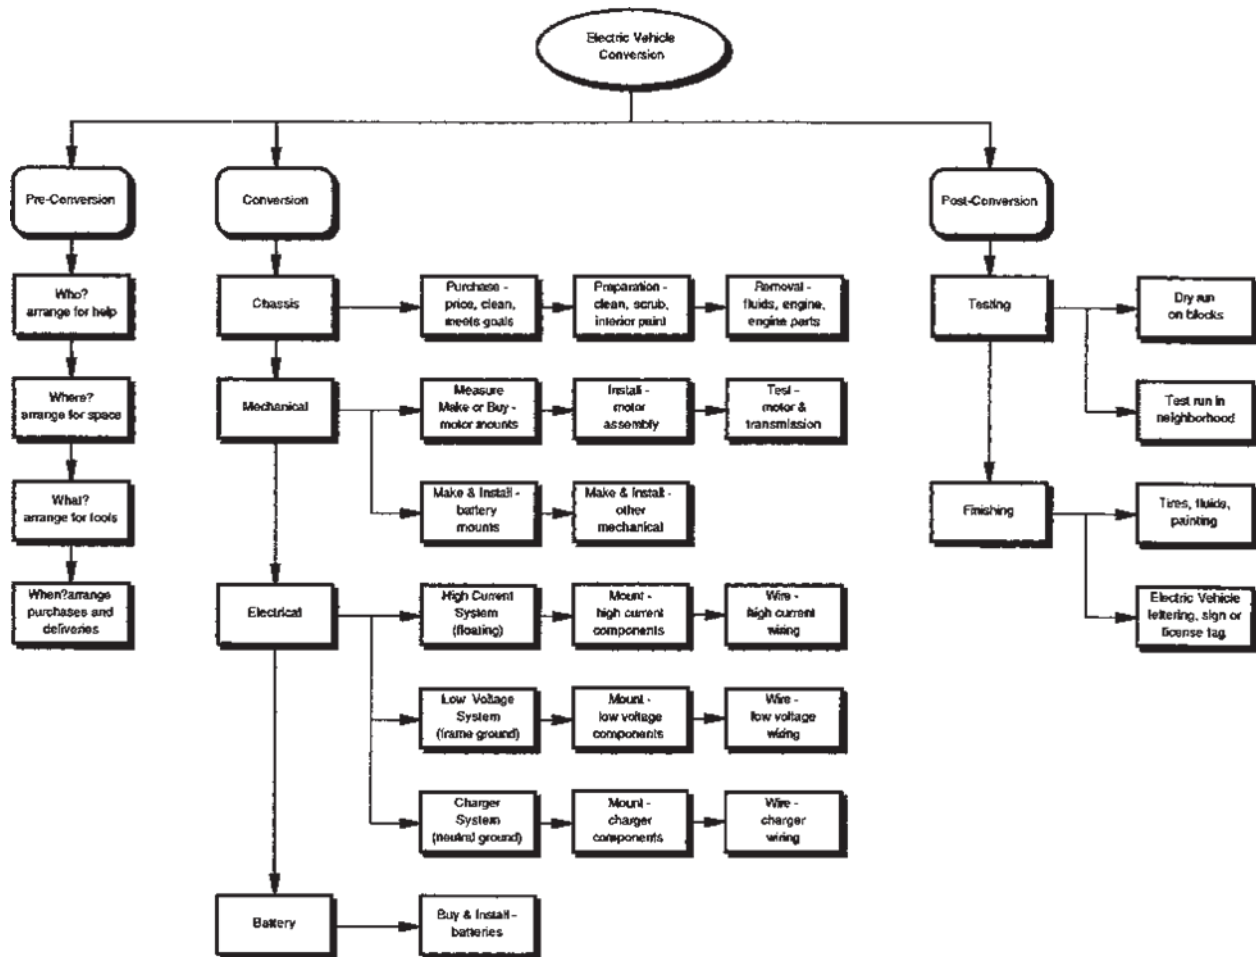 Electric Vehicle
Conversion
Pre-Conversion
Conversion
Post-Conversion
Who?
arrange for help
Where?
arrange for space
What?
arrange for tools
When?arrange
purchases and
deliveries
Chassis
Purchase -
price, clean,
meets goals
Preparation -
clean, scrub,
interior paint
Removal -
fluids, engine,
engine parts
Mechanical
Measure
Make or Buy -
motor mounts
Install -
motor
assembly
Test -
motor &
transmission
Make & Install -
battery
mounts
Make & Install -
other
mechanical
Electrical
High Current
System
(floating)
Mount -
high current
components
Wire -
high current
wiring
Low Voltage
System
(frame ground)
Mount -
low voltage
components
Wire -
low voltage
wiring
Charger
System
(neutral ground)
Mount -
charger
components
Wire -
charger
wiring
Battery
Buy & Install -
batteries
Testing
Dry run
on blocks
Test run in
neighborhood
Finishing
Tires, fluids,
painting
Electric Vehicle
lettering, sign or
license tag